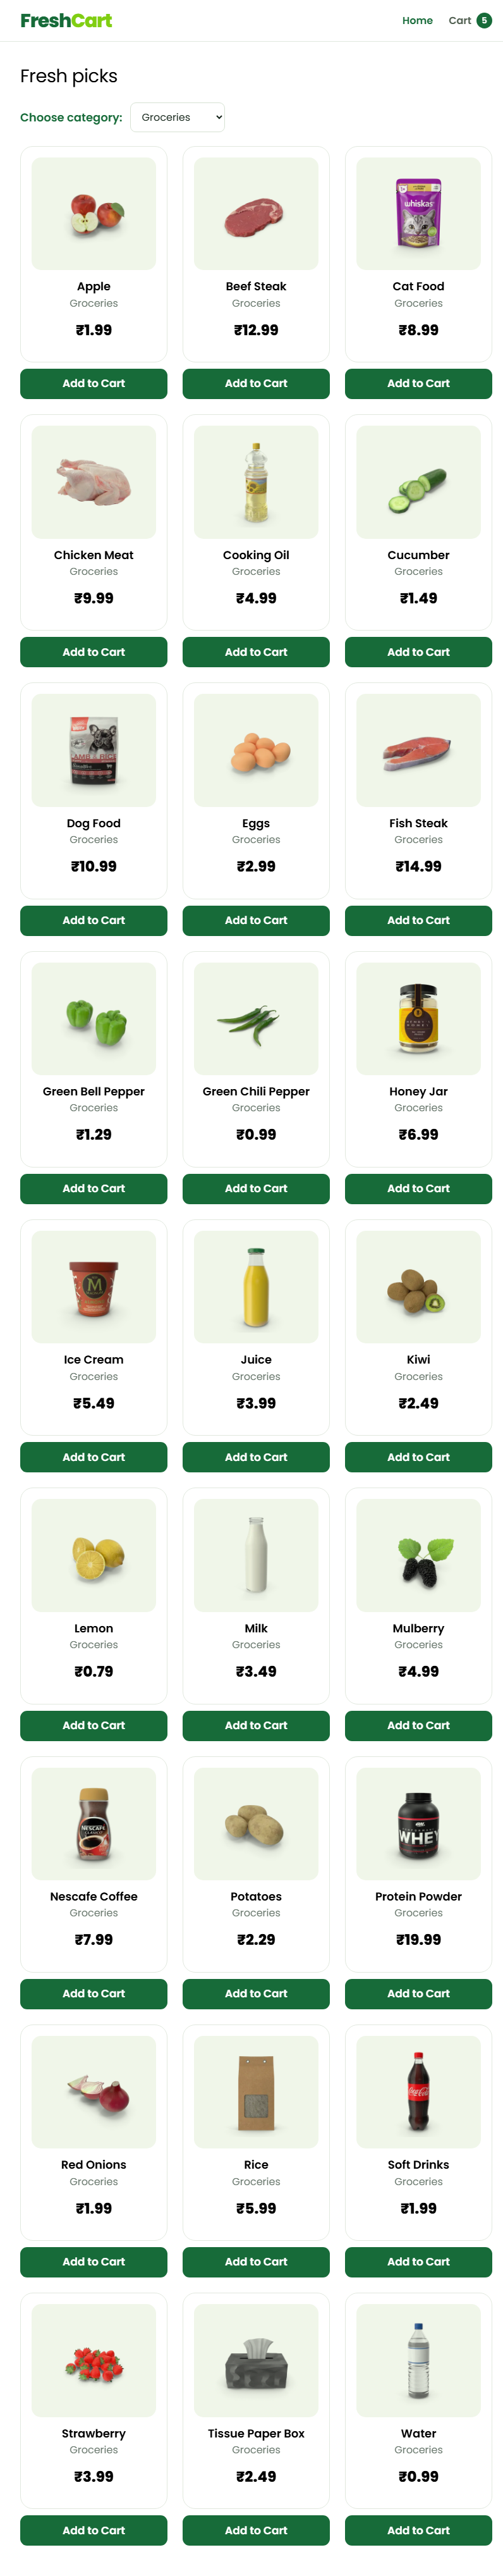 FreshCart
Home Cart 5
Fresh picks
Choose category: Groceries
whiskas
Apple Beef Steak Cat Food
Groceries Groceries Groceries
₹1.99 ₹12.99 ₹8.99
Add to Cart Add to Cart Add to Cart
Chicken Meat Cooking Oil Cucumber
Groceries Groceries Groceries
₹9.99 ₹4.99 ₹1.49
Add to Cart Add to Cart Add to Cart
Dog Food Eggs Fish Steak
Groceries Groceries Groceries
₹10.99 ₹2.99 ₹14.99
Add to Cart Add to Cart Add to Cart
Green Bell Pepper Green Chili Pepper Honey Jar
Groceries Groceries Groceries
₹1.29 ₹0.99 ₹6.99
Add to Cart Add to Cart Add to Cart
M
Ice Cream Juice Kiwi
Groceries Groceries Groceries
₹5.49 ₹3.99 ₹2.49
Add to Cart Add to Cart Add to Cart
Lemon Milk Mulberry
Groceries Groceries Groceries
₹0.79 ₹3.49 ₹4.99
Add to Cart Add to Cart Add to Cart
NESCAFÉ
WHEY
Nescafe Coffee Potatoes Protein Powder
Groceries Groceries Groceries
₹7.99 ₹2.29 ₹19.99
Add to Cart Add to Cart Add to Cart
Coca-Cola
Red Onions Rice Soft Drinks
Groceries Groceries Groceries
₹1.99 ₹5.99 ₹1.99
Add to Cart Add to Cart Add to Cart
Strawberry Tissue Paper Box Water
Groceries Groceries Groceries
₹3.99 ₹2.49 ₹0.99
Add to Cart Add to Cart Add to Cart